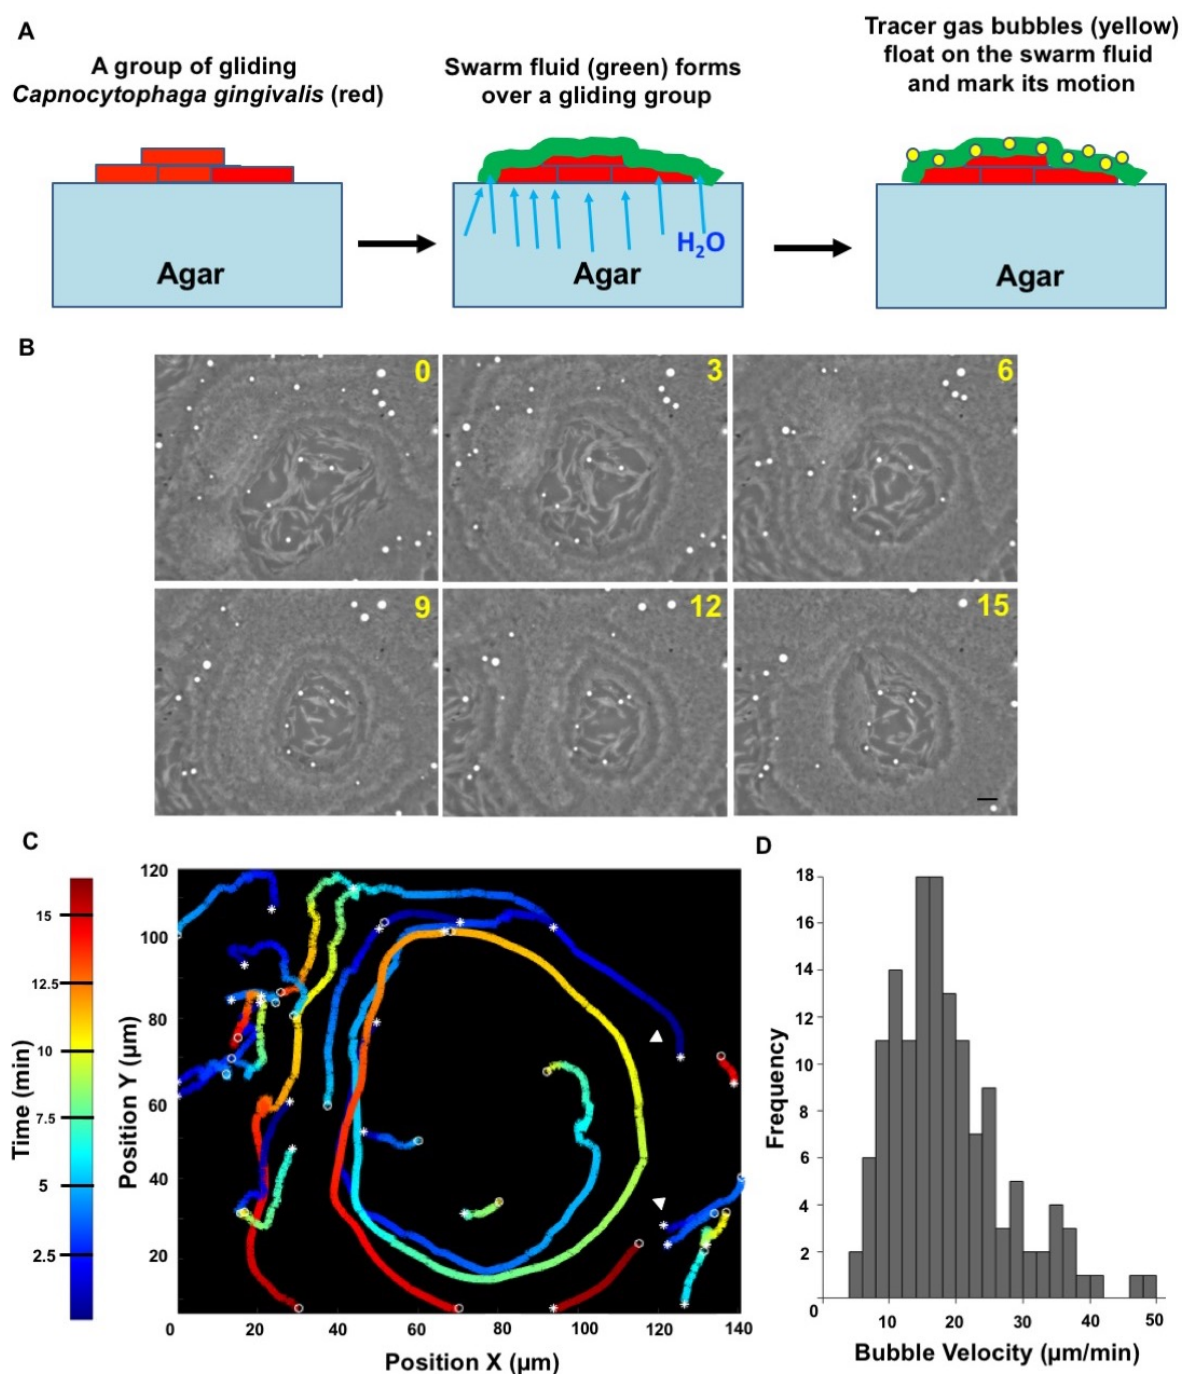 A
A group of gliding
Capnocytophaga gingivalis (red)
Swarm fluid (green) forms
over a gliding group
Tracer gas bubbles (yellow)
float on the swarm fluid
and mark its motion
Agar
H₂O
Agar
Agar
B
0
3
6
9
12
15
C
Time (min)
15
12.5
10
7.5
5
2.5
Position Y (µm)
120
100
80
60
40
20
0
20
40
60
80
100
120
140
Position X (µm)
D
Frequency
18
16
14
12
10
8
6
4
2
0
10
20
30
40
50
Bubble Velocity (µm/min)